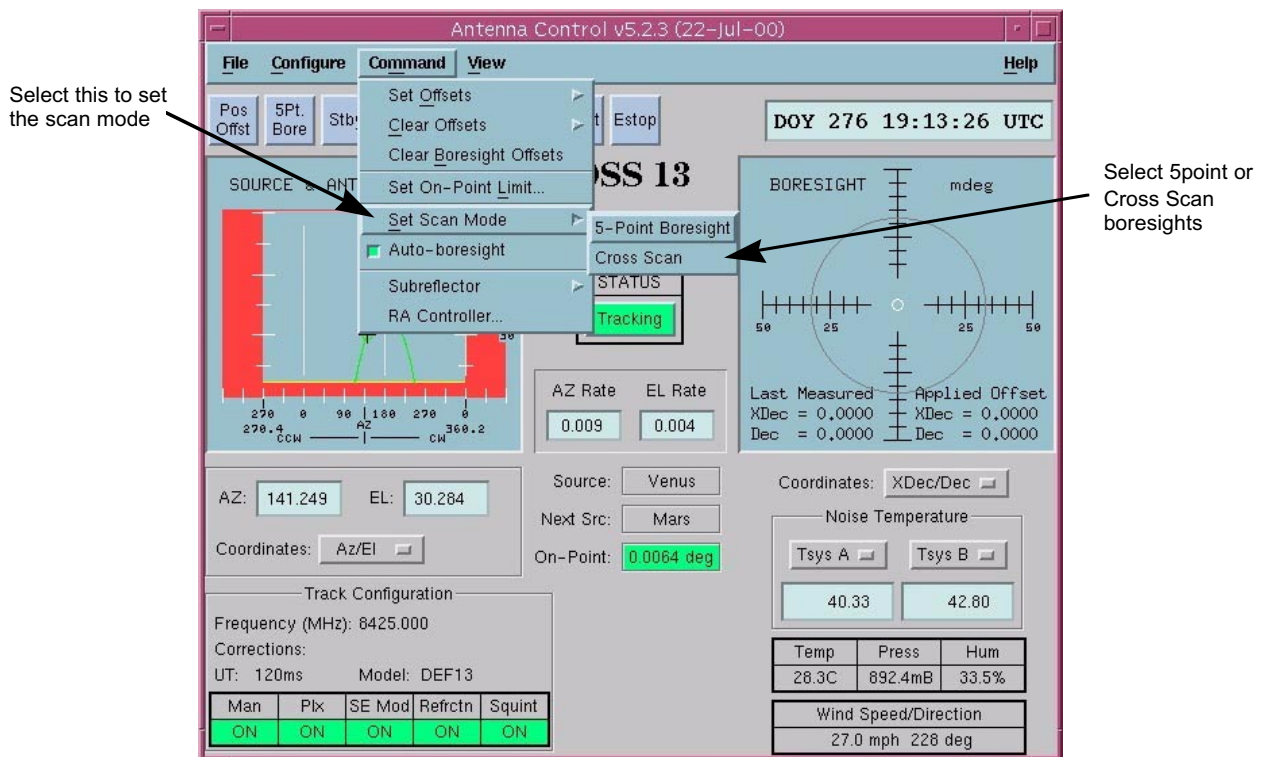 Antenna Control v5.2.3 (22-Jul-00)
File Configure Command View Help
Select this to set
the scan mode
Pos
Offst
5Pt.
Bore
Estop
DOY 276 19:13:26 UTC
Set Offsets
Clear Offsets
Clear Boresight Offsets
Set On-Point Limit...
Set Scan Mode
Auto-boresight
Subreflector
RA Controller...
5-Point Boresight
Cross Scan
Select 5point or
Cross Scan
boresights
SOURCE &
13
STATUS
Tracking
BORESIGHT mdeg
50 25 25 50
Last Measured Applied Offset
XDec = 0.0000 XDec = 0.0000
Dec = 0.0000 Dec = 0.0000
270 0 90 180 270 0
270.4 AZ 360.2
CCW CW
AZ Rate EL Rate
0.009 0.004
AZ: 141.249 EL: 30.284
Coordinates: Az/El
Source: Venus
Next Src: Mars
On-Point: 0.0064 deg
Coordinates: XDec/Dec
Noise Temperature
Tsys A Tsys B
40.33 42.80
Track Configuration
Frequency (MHz): 8425.000
Corrections:
UT: 120ms Model: DEF13
Man Plx SE Mod Refrctn Squint
ON ON ON ON ON
Temp Press Hum
28.3C 892.4mB 33.5%
Wind Speed/Direction
27.0 mph 228 deg